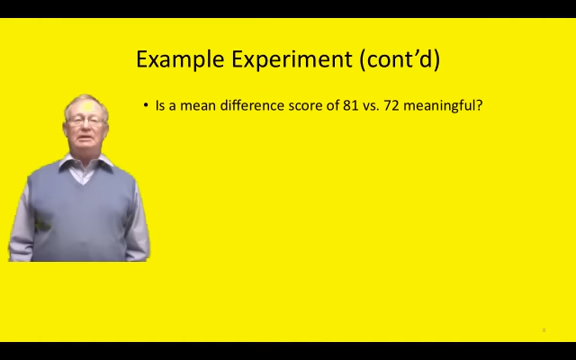 Example Experiment (cont'd)
• Is a mean difference score of 81 vs. 72 meaningful?